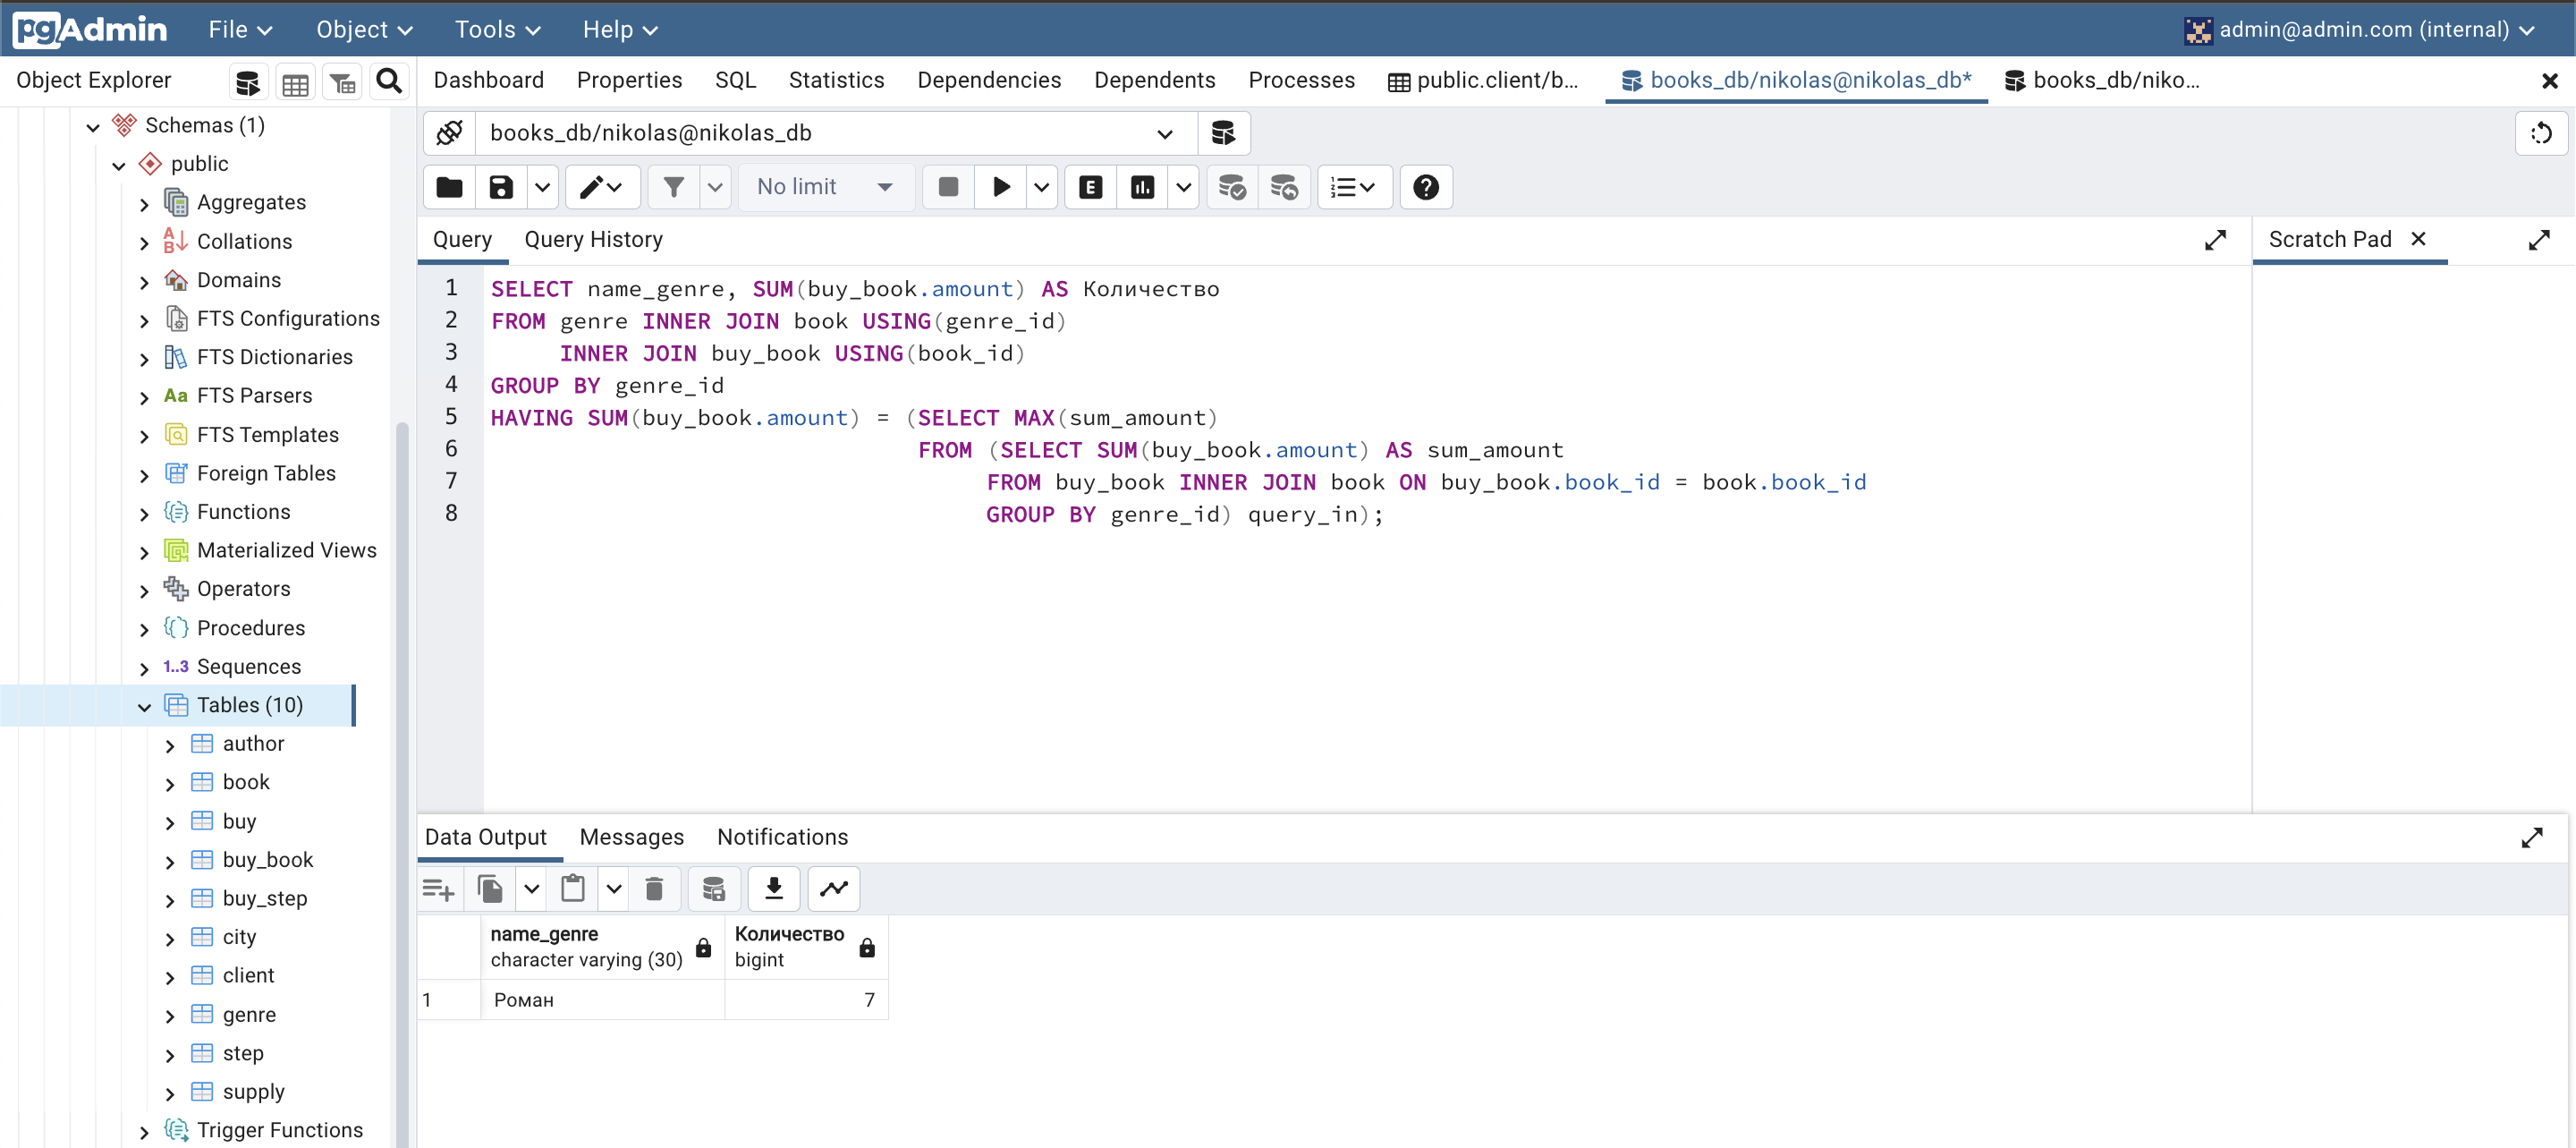 pgAdmin File Object Tools Help admin@admin.com (internal)
Object Explorer
Dashboard Properties SQL Statistics Dependencies Dependents Processes public.client/b... books_db/nikolas@nikolas_db* books_db/niko...
Schemas (1)
public
Aggregates
Collations
Domains
FTS Configurations
FTS Dictionaries
Aa FTS Parsers
FTS Templates
Foreign Tables
Functions
Materialized Views
Operators
Procedures
1..3 Sequences
Tables (10)
author
book
buy
buy_book
buy_step
city
client
genre
step
supply
Trigger Functions
books_db/nikolas@nikolas_db
No limit E
Query Query History Scratch Pad
1 SELECT name_genre, SUM(buy_book.amount) AS Количество
2 FROM genre INNER JOIN book USING(genre_id)
3 INNER JOIN buy_book USING(book_id)
4 GROUP BY genre_id
5 HAVING SUM(buy_book.amount) = (SELECT MAX(sum_amount)
6 FROM (SELECT SUM(buy_book.amount) AS sum_amount
7 FROM buy_book INNER JOIN book ON buy_book.book_id = book.book_id
8 GROUP BY genre_id) query_in);
Data Output Messages Notifications
name_genre Количество
character varying (30) bigint
1 Роман 7